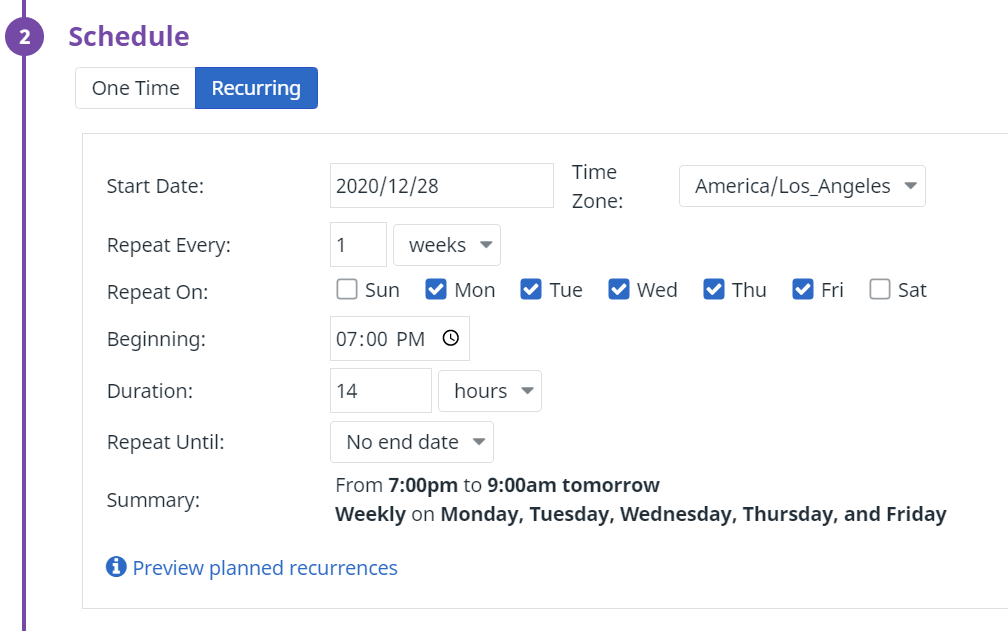 2 Schedule
One Time Recurring
Start Date: 2020/12/28 Time Zone: America/Los_Angeles
Repeat Every: 1 weeks
Repeat On: Sun Mon Tue Wed Thu Fri Sat
Beginning: 07:00 PM
Duration: 14 hours
Repeat Until: No end date
Summary: From 7:00pm to 9:00am tomorrow
Weekly on Monday, Tuesday, Wednesday, Thursday, and Friday
Preview planned recurrences